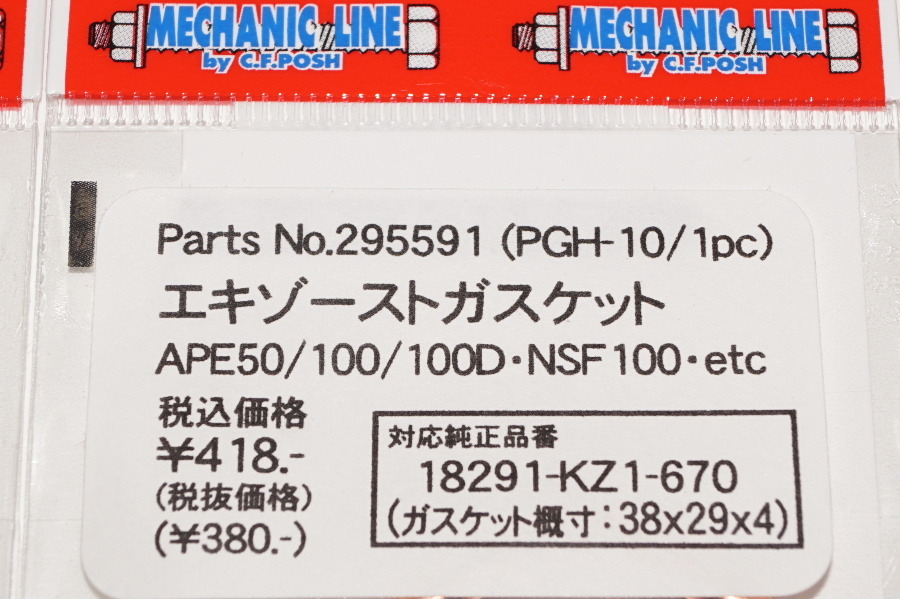 MECHANIC LINE
by C.F.POSH
MECHANIC LINE
by C.F.POSH
Parts No.295591 (PGH-10/1pc)
エキゾーストガスケット
APE50/100/100D・NSF100・etc
税込価格
¥418.-
(税抜価格)
(¥380.-)
対応純正品番
18291-KZ1-670
(ガスケット概寸:38x29x4)